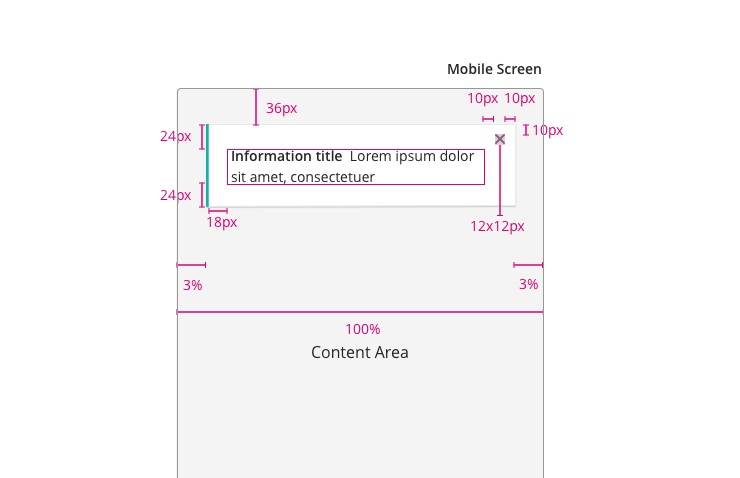 Mobile Screen
10px 10px
36px
10px
24px
Information title Lorem ipsum dolor
sit amet, consectetuer
24px
18px
12x12px
3%
3%
100%
Content Area